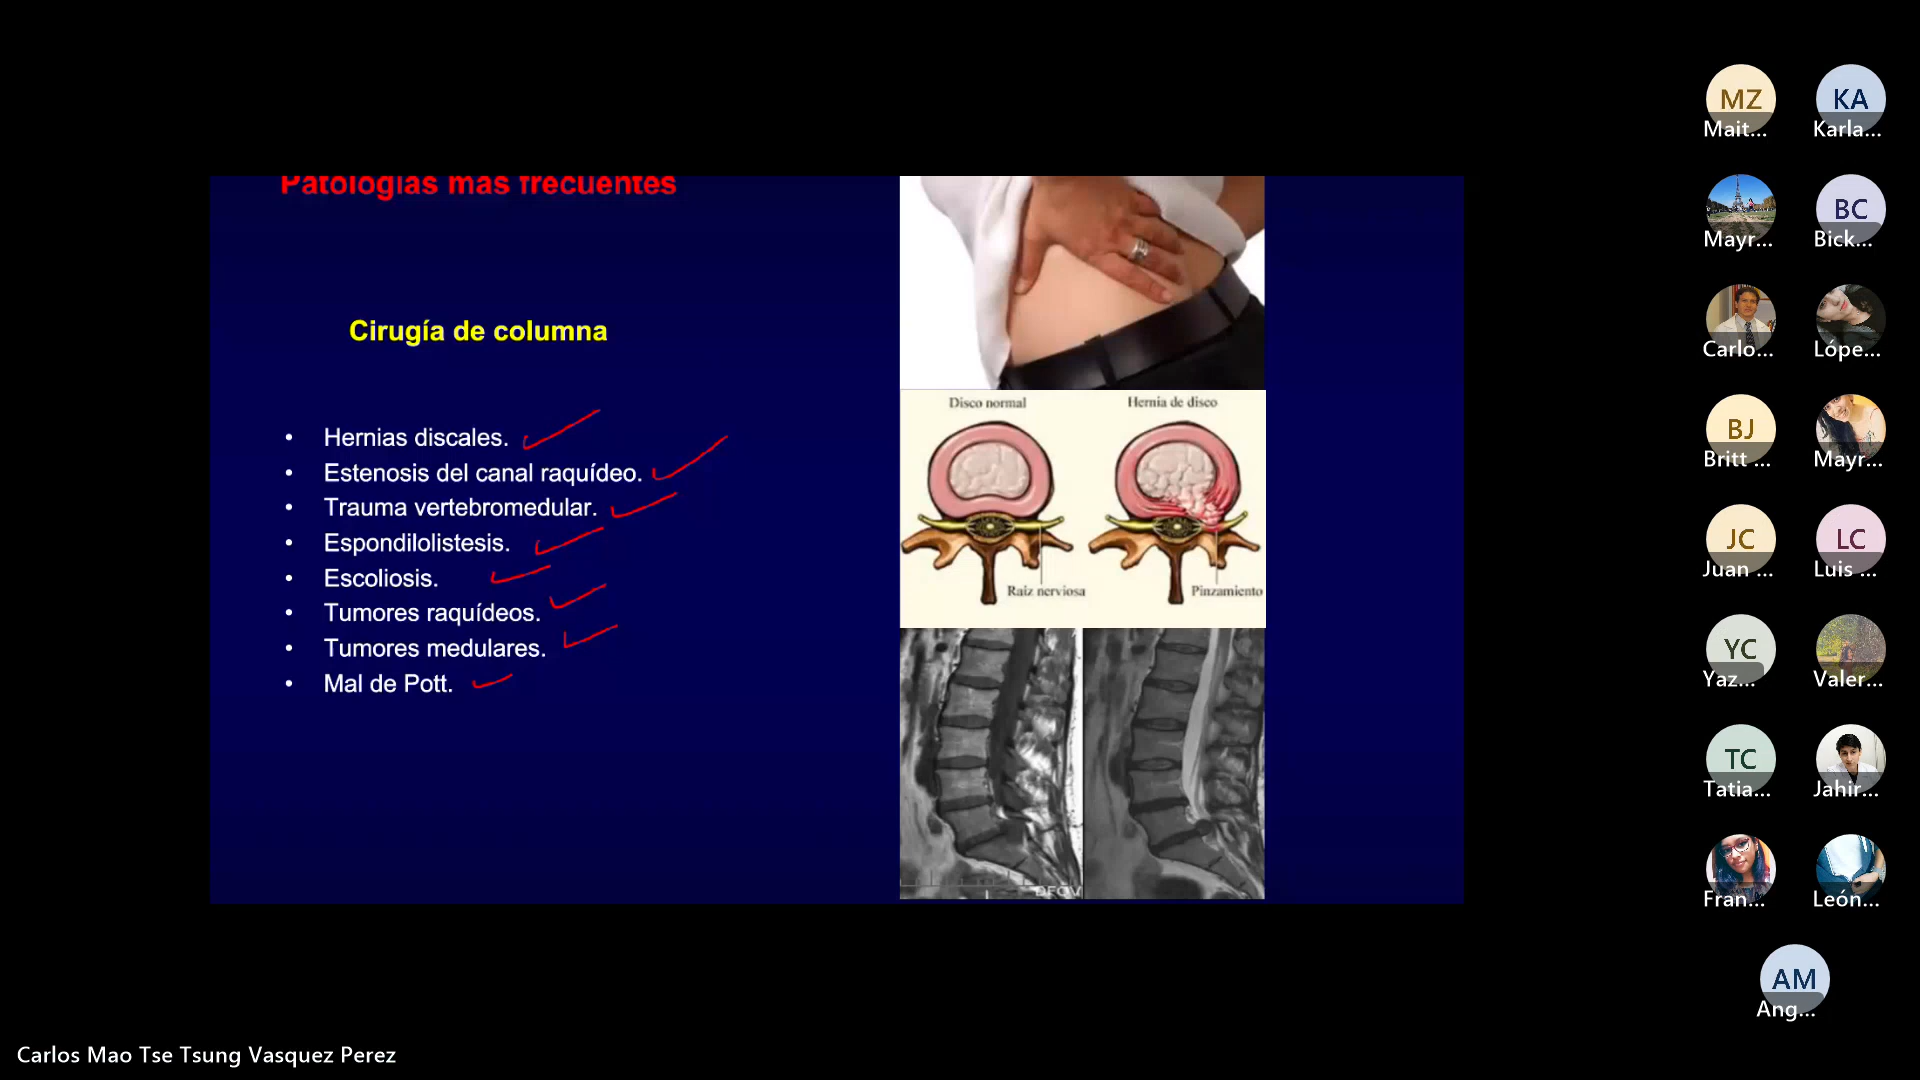 Patologías más frecuentes
Cirugía de columna
• Hernias discales.
• Estenosis del canal raquídeo.
• Trauma vertebromedular.
• Espondilolistesis.
• Escoliosis.
• Tumores raquídeos.
• Tumores medulares.
• Mal de Pott.
Disco normal
Hernia de disco
Raiz nerviosa
Pinzamiento
DFOV
MZ
Mait...
KA
Karla...
Mayr...
BC
Bick...
Carlo...
Lópe...
BJ
Britt ...
Mayr...
JC
Juan ...
LC
Luis ...
YC
Yaz...
Valer...
TC
Tatia...
Jahir...
Fran...
León...
AM
Ang...
Carlos Mao Tse Tsung Vasquez Perez